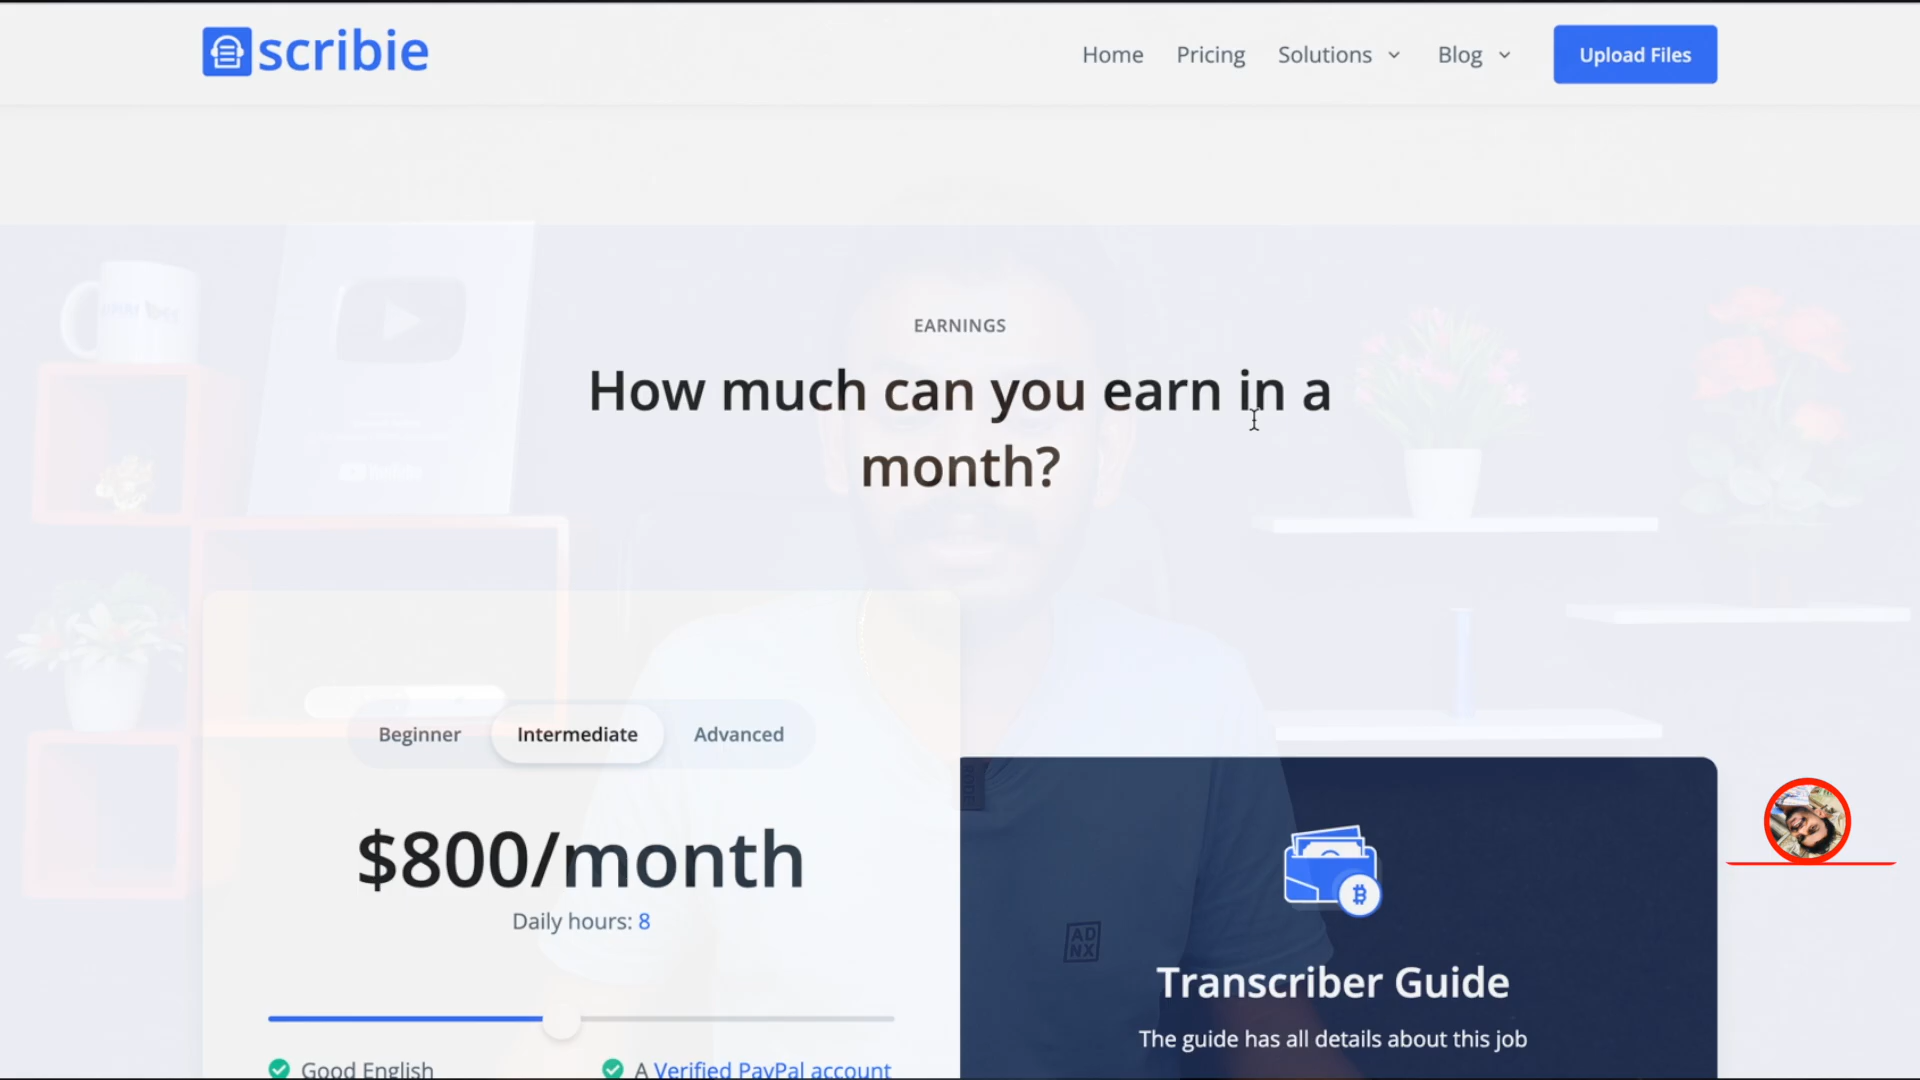 scribie
Home
Pricing
Solutions
Blog
Upload Files
EARNINGS
How much can you earn in a
month?
Beginner
Intermediate
Advanced
$800/month
Daily hours: 8
Good English
A Verified PayPal account
AD
NX
Transcriber Guide
The guide has all details about this job